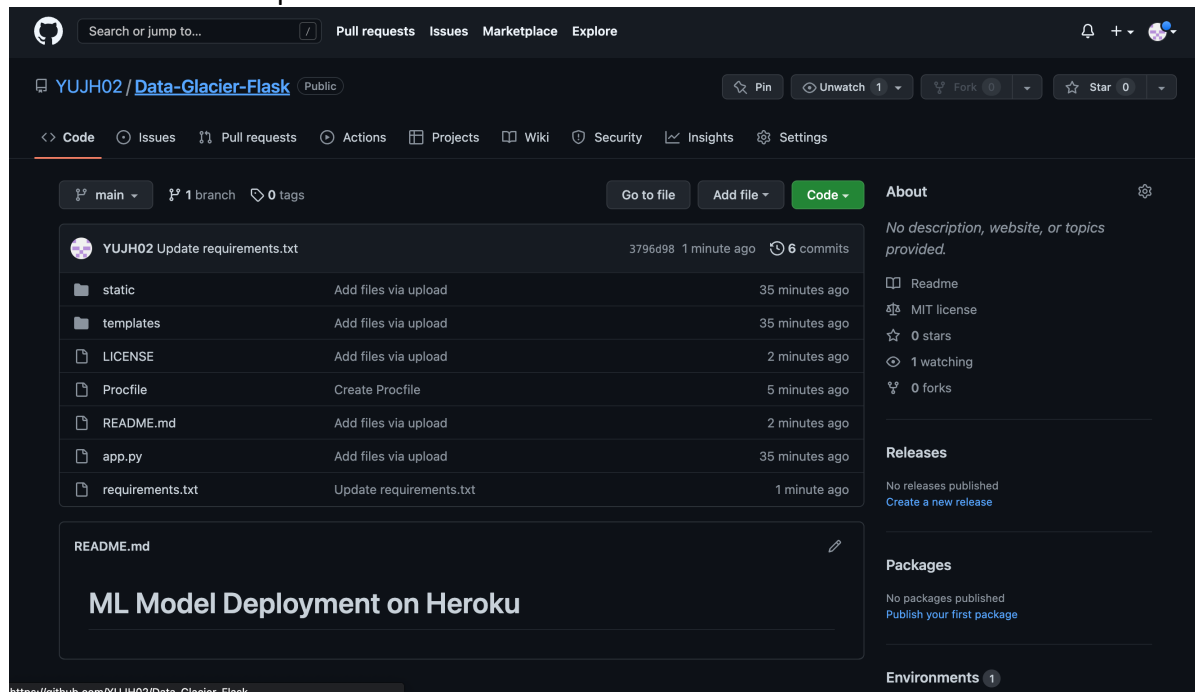 Search or jump to... / Pull requests Issues Marketplace Explore
YUJH02 / Data-Glacier-Flask Public
Pin Unwatch 1 Fork 0 Star 0
Code Issues Pull requests Actions Projects Wiki Security Insights Settings
main 1 branch 0 tags Go to file Add file Code
YUJH02 Update requirements.txt 3796d98 1 minute ago 6 commits
static Add files via upload 35 minutes ago
templates Add files via upload 35 minutes ago
LICENSE Add files via upload 2 minutes ago
Procfile Create Procfile 5 minutes ago
README.md Add files via upload 2 minutes ago
app.py Add files via upload 35 minutes ago
requirements.txt Update requirements.txt 1 minute ago
README.md
ML Model Deployment on Heroku
About
No description, website, or topics
provided.
Readme
MIT license
0 stars
1 watching
0 forks
Releases
No releases published
Create a new release
Packages
No packages published
Publish your first package
Environments 1
https://github.com/YUJH02/Data-Glacier-Flask